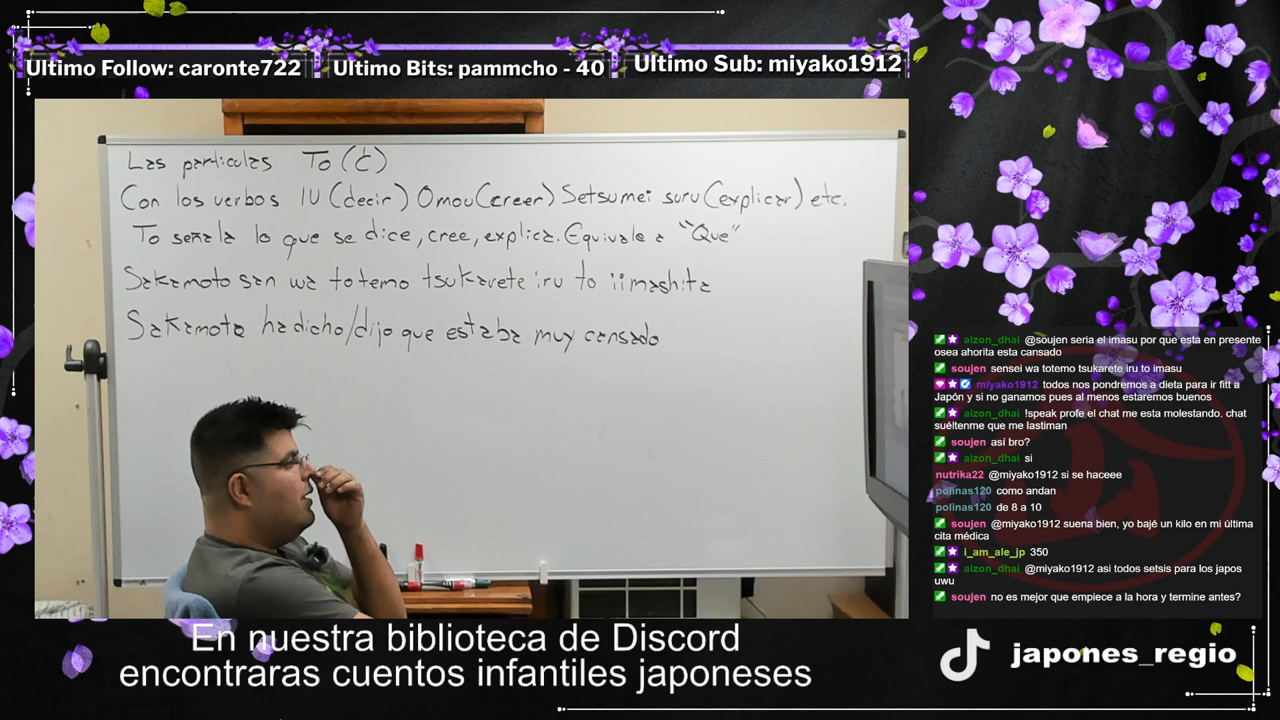 Ultimo Follow: caronte722
Ultimo Bits: pammcho - 40
Ultimo Sub: miyako1912
Las particulas To (と)
Con los verbos IU (decir) Omou (creer) Setsumei suru (explicar) etc.
To señala lo que se dice, cree, explica. Equivale a "Que"
Sakamoto san wa totemo tsukarete iru to iimashita
Sakamoto ha dicho/dijo que estaba muy cansado
aizon_dhai @soujen seria el imasu por que esta en presente
osea ahorita esta cansado
soujen sensei wa totemo tsukarete iru to imasu
miyako1912 todos nos pondremos a dieta para ir fitt a
Japón y si no ganamos pues al menos estaremos buenos
aizon_dhai !speak profe el chat me esta molestando. chat
suéltenme que me lastiman
soujen así bro?
aizon_dhai si
nutrika22 @miyako1912 si se haceee
polinas120 como andan
polinas120 de 8 a 10
soujen @miyako1912 suena bien, yo bajé un kilo en mi última
cita médica
i_am_ale_jp 350
aizon_dhai @miyako1912 asi todos setsis para los japos
uwu
soujen no es mejor que empiece a la hora y termine antes?
En nuestra biblioteca de Discord
encontraras cuentos infantiles japoneses
japones_regio